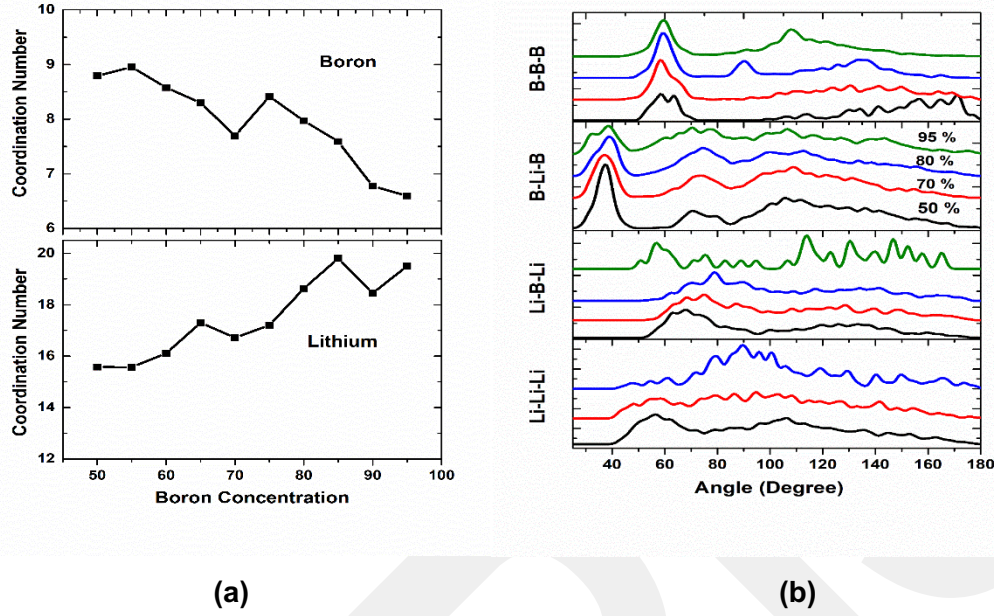 10
9
8
7
6
Coordination Number
Boron
20
18
16
14
12
Coordination Number
Lithium
50 60 70 80 90 100
Boron Concentration
(a)
B-B-B
B-Li-B
95 %
80 %
70 %
50 %
Li-B-Li
Li-Li-Li
40 60 80 100 120 140 160 180
Angle (Degree)
(b)